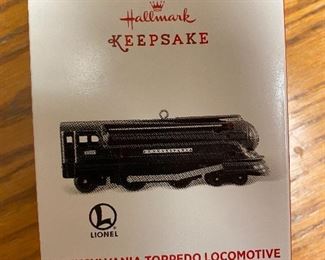 Hallmark
KEEPSAKE
LIONEL
TORPEDO LOCOMOTIVE